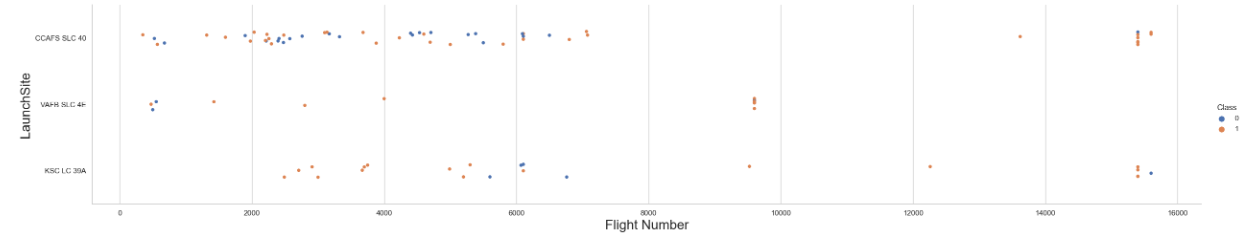 CCAFS SLC 40
VAFB SLC 4E
KSC LC 39A
LaunchSite
0 2000 4000 6000 8000 10000 12000 14000 16000
Flight Number
Class
0
1